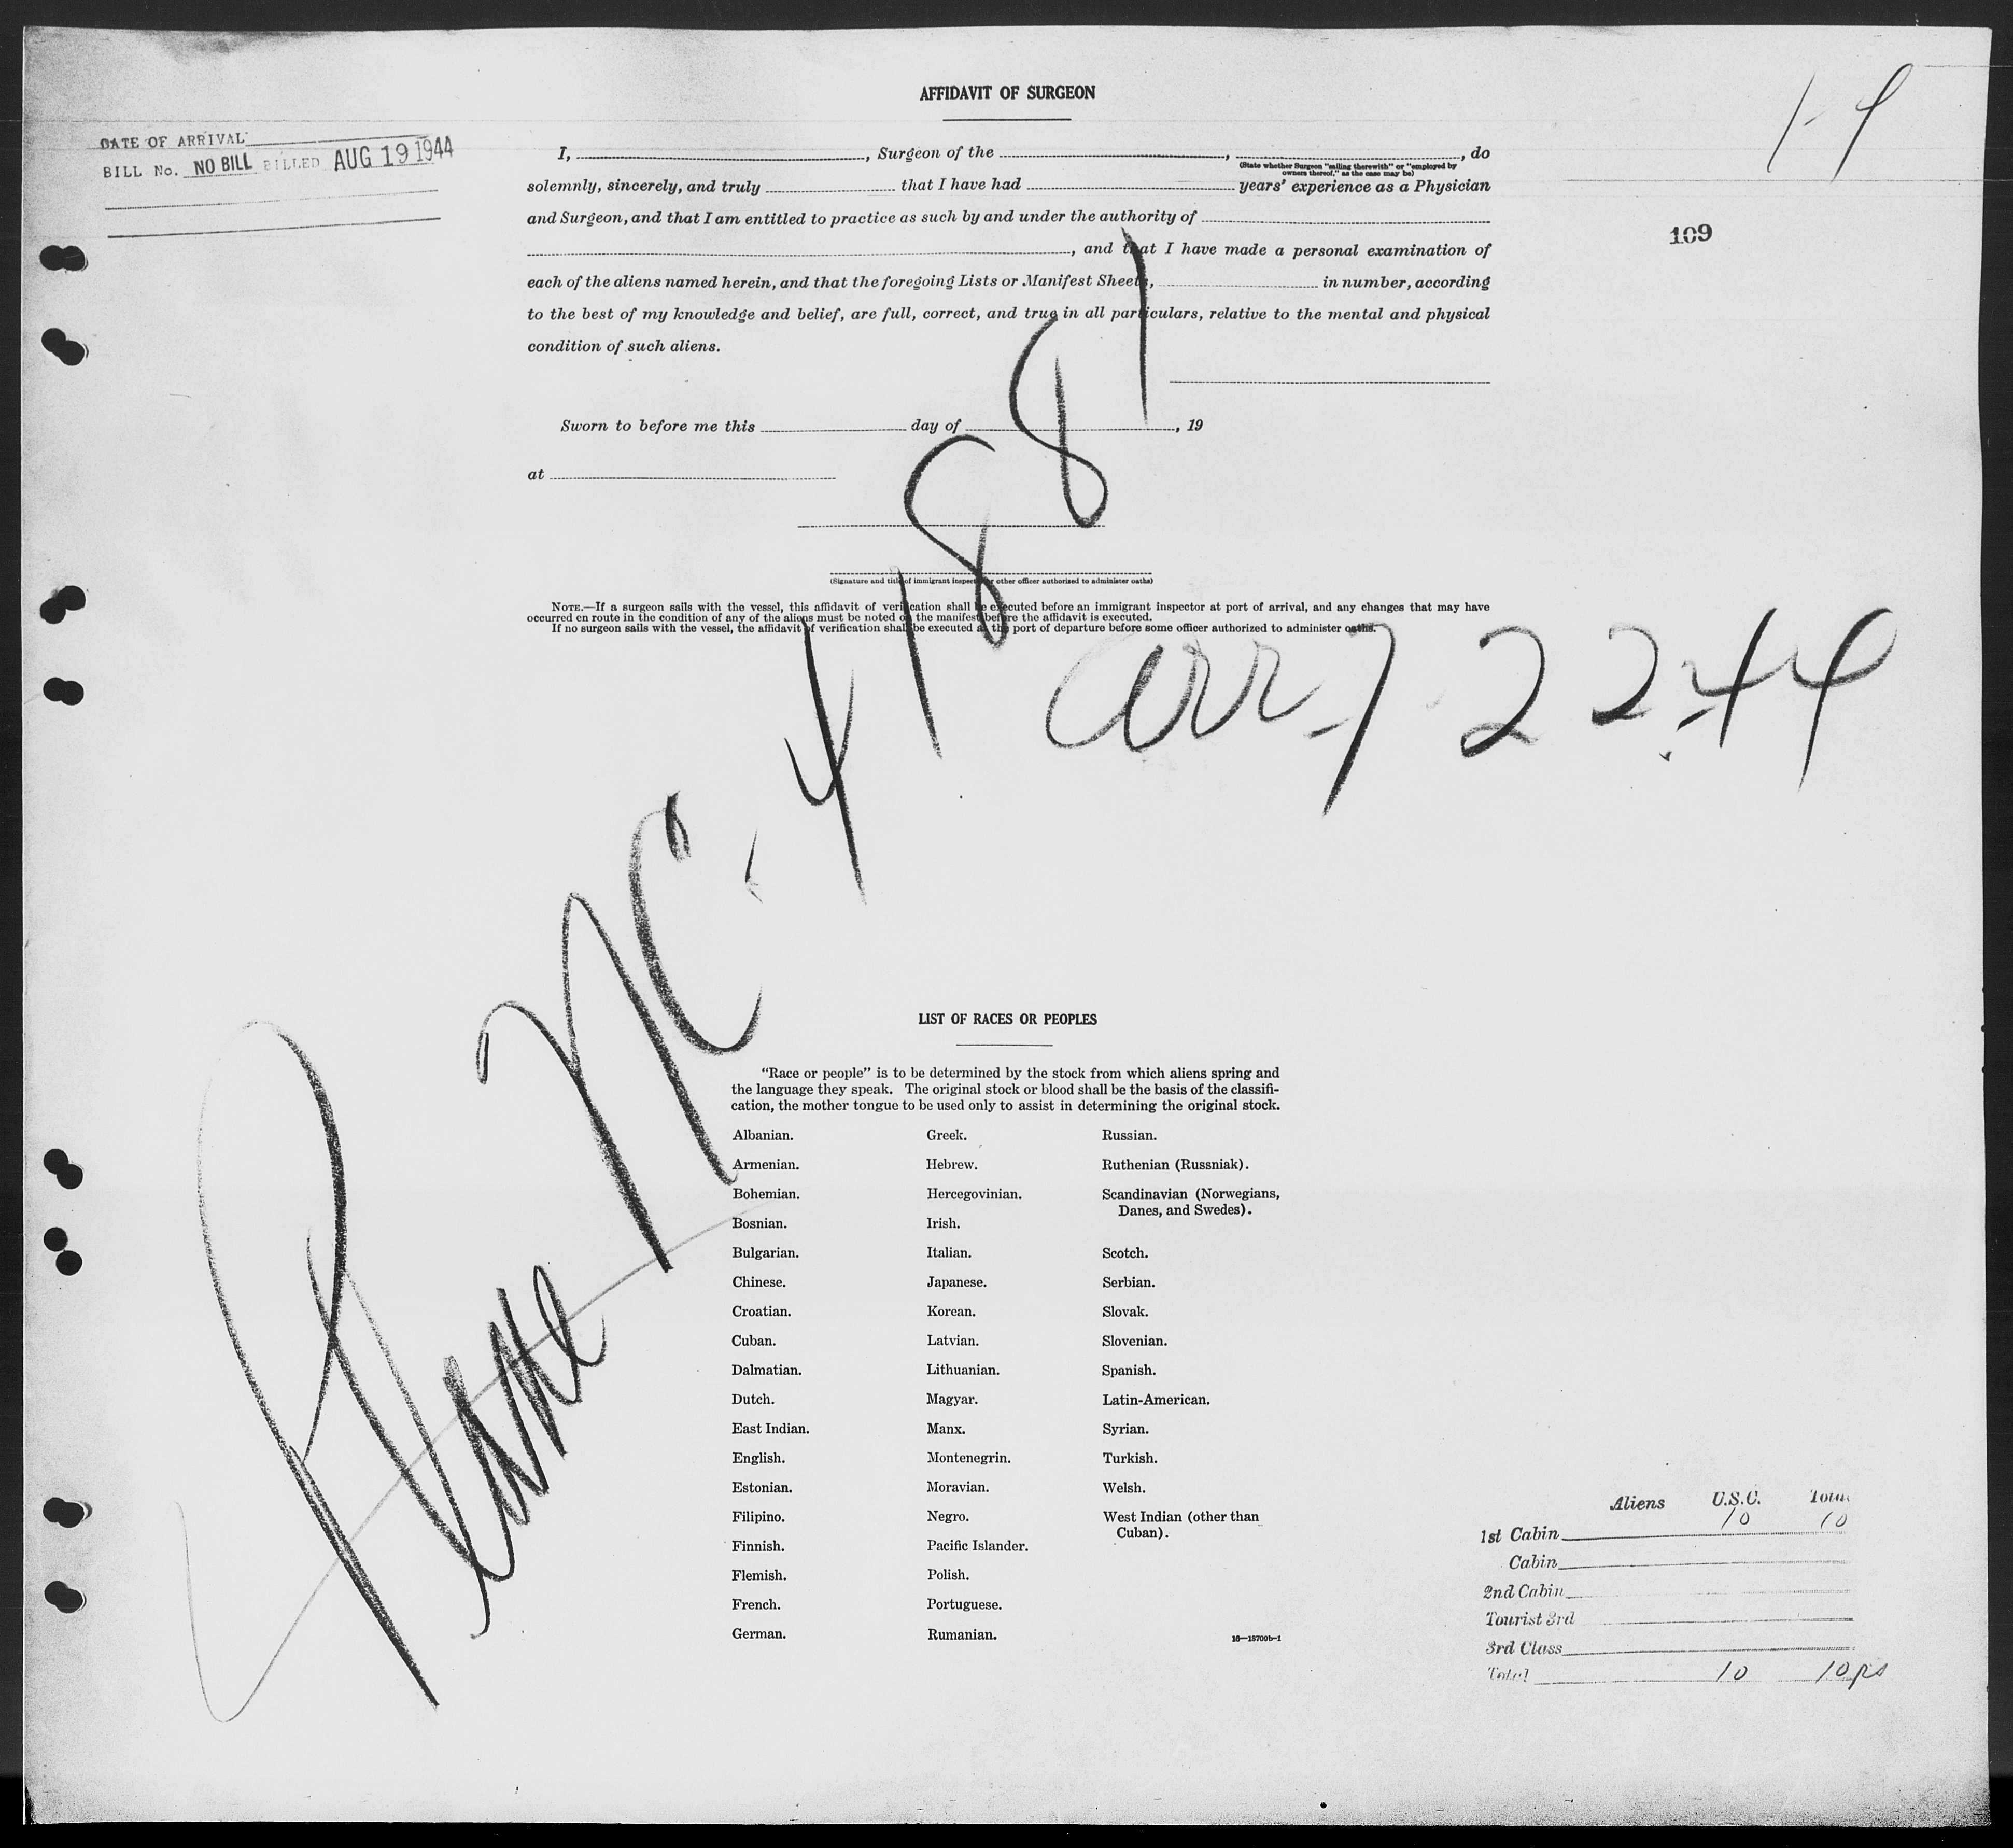 AFFIDAVIT OF SURGEON
1-4
DATE OF ARRIVAL
BILL No. NO BILL BILLED AUG 19 1944
109
I, , Surgeon of the , , do
(State whether Surgeon "sailing therewith" or "employed by
owners thereof," as the case may be)
solemnly, sincerely, and truly that I have had years' experience as a Physician
and Surgeon, and that I am entitled to practice as such by and under the authority of
, and that I have made a personal examination of
each of the aliens named herein, and that the foregoing Lists or Manifest Sheets, in number, according
to the best of my knowledge and belief, are full, correct, and true in all particulars, relative to the mental and physical
condition of such aliens.
Sworn to before me this day of , 19
at
(Signature and title of immigrant inspector or other officer authorized to administer oaths)
NOTE.—If a surgeon sails with the vessel, this affidavit of verification shall be executed before an immigrant inspector at port of arrival, and any changes that may have
occurred en route in the condition of any of the aliens must be noted on the manifest before the affidavit is executed.
If no surgeon sails with the vessel, the affidavit of verification shall be executed at the port of departure before some officer authorized to administer oaths.
Plane NC-41881
arr-7-22-44
LIST OF RACES OR PEOPLES
"Race or people" is to be determined by the stock from which aliens spring and
the language they speak. The original stock or blood shall be the basis of the classifi-
cation, the mother tongue to be used only to assist in determining the original stock.
Albanian.
Armenian.
Bohemian.
Bosnian.
Bulgarian.
Chinese.
Croatian.
Cuban.
Dalmatian.
Dutch.
East Indian.
English.
Estonian.
Filipino.
Finnish.
Flemish.
French.
German.
Greek.
Hebrew.
Hercegovinian.
Irish.
Italian.
Japanese.
Korean.
Latvian.
Lithuanian.
Magyar.
Manx.
Montenegrin.
Moravian.
Negro.
Pacific Islander.
Polish.
Portuguese.
Rumanian.
Russian.
Ruthenian (Russniak).
Scandinavian (Norwegians,
Danes, and Swedes).
Scotch.
Serbian.
Slovak.
Slovenian.
Spanish.
Latin-American.
Syrian.
Turkish.
Welsh.
West Indian (other than
Cuban).
16—18709b-1
Aliens U.S.C. Total
1st Cabin 10 10
Cabin
2nd Cabin
Tourist 3rd
3rd Class
Total 10 10